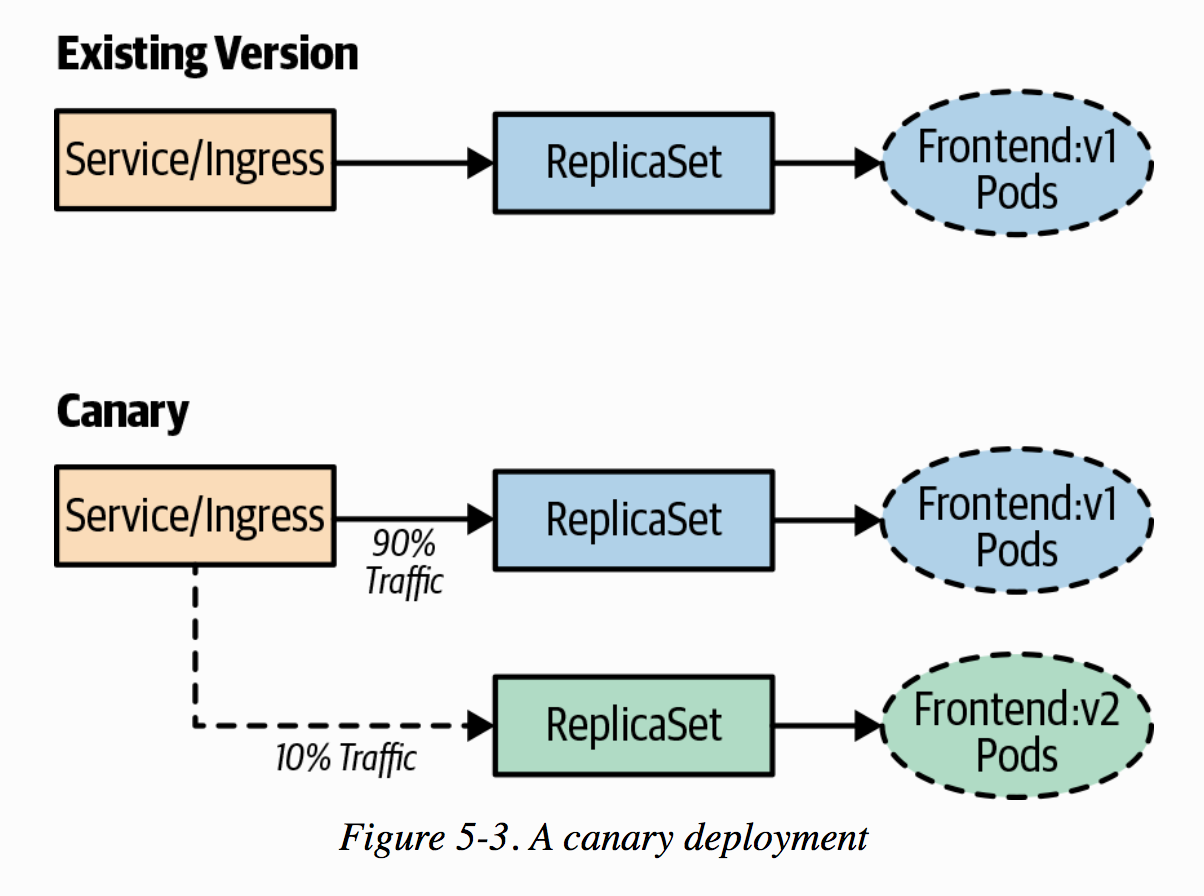 Existing Version
Service/Ingress
ReplicaSet
Frontend:v1
Pods
Canary
Service/Ingress
90%
Traffic
ReplicaSet
Frontend:v1
Pods
10% Traffic
ReplicaSet
Frontend:v2
Pods
Figure 5-3. A canary deployment